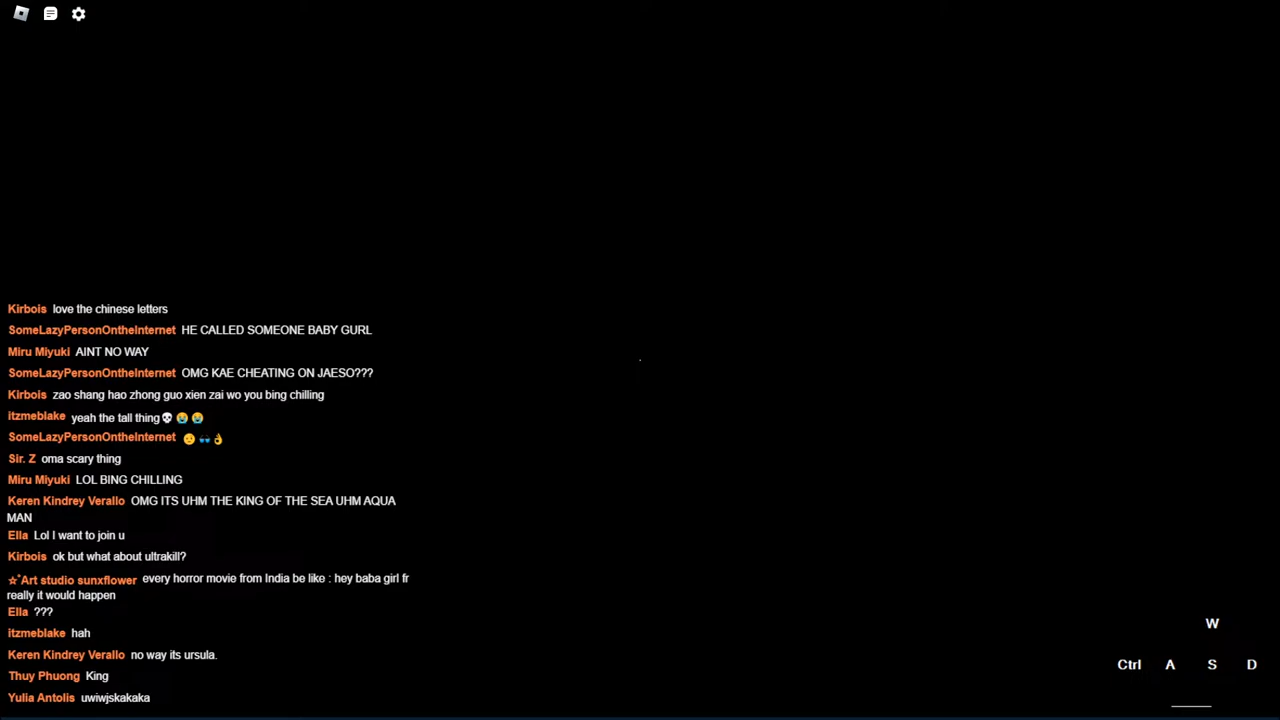 Kirbois love the chinese letters
SomeLazyPersonOntheInternet HE CALLED SOMEONE BABY GURL
Miru Miyuki AINT NO WAY
SomeLazyPersonOntheInternet OMG KAE CHEATING ON JAESO???
Kirbois zao shang hao zhong guo xien zai wo you bing chilling
itzmeblake yeah the tall thing💀😭😭
SomeLazyPersonOntheInternet 🫡🕶️👌
Sir. Z oma scary thing
Miru Miyuki LOL BING CHILLING
Keren Kindrey Verallo OMG ITS UHM THE KING OF THE SEA UHM AQUA
MAN
Ella Lol I want to join u
Kirbois ok but what about ultrakill?
☆˚Art studio sunxflower every horror movie from India be like : hey baba girl fr
really it would happen
Ella ???
itzmeblake hah
Keren Kindrey Verallo no way its ursula.
Thuy Phuong King
Yulia Antolis uwiwjskakaka
W
Ctrl A S D